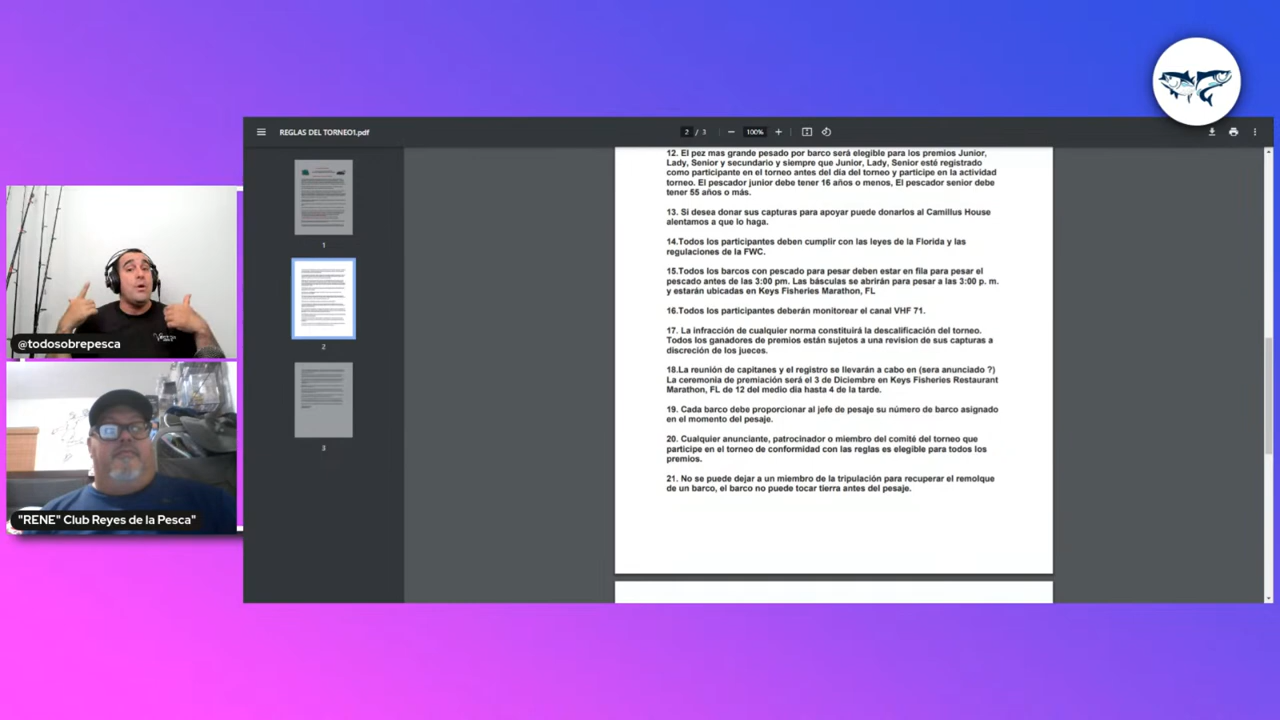 REGLAS DEL TORNEO1.pdf
2 / 3
100%
12. El pez mas grande pesado por barco será elegible para los premios Junior,
Lady, Senior y secundario y siempre que Junior, Lady, Senior esté registrado
como participante en el torneo antes del día del torneo y participe en la actividad
torneo. El pescador junior debe tener 16 años o menos, El pescador senior debe
tener 55 años o más.
13. Si desea donar sus capturas para apoyar puede donarlos al Camillus House
alentamos a que lo haga.
14.Todos los participantes deben cumplir con las leyes de la Florida y las
regulaciones de la FWC.
15.Todos los barcos con pescado para pesar deben estar en fila para pesar el
pescado antes de las 3:00 pm. Las básculas se abrirán para pesar a las 3:00 p. m.
y estarán ubicadas en Keys Fisheries Marathon, FL
16.Todos los participantes deberán monitorear el canal VHF 71.
17. La infracción de cualquier norma constituirá la descalificación del torneo.
Todos los ganadores de premios están sujetos a una revision de sus capturas a
discreción de los jueces.
18.La reunión de capitanes y el registro se llevarán a cabo en (sera anunciado ?)
La ceremonia de premiación será el 3 de Diciembre en Keys Fisheries Restaurant
Marathon, FL de 12 del medio dia hasta 4 de la tarde.
19. Cada barco debe proporcionar al jefe de pesaje su número de barco asignado
en el momento del pesaje.
20. Cualquier anunciante, patrocinador o miembro del comité del torneo que
participe en el torneo de conformidad con las reglas es elegible para todos los
premios.
21. No se puede dejar a un miembro de la tripulación para recuperar el remolque
de un barco, el barco no puede tocar tierra antes del pesaje.
1
2
3
@todosobrepesca
"RENE" Club Reyes de la Pesca"